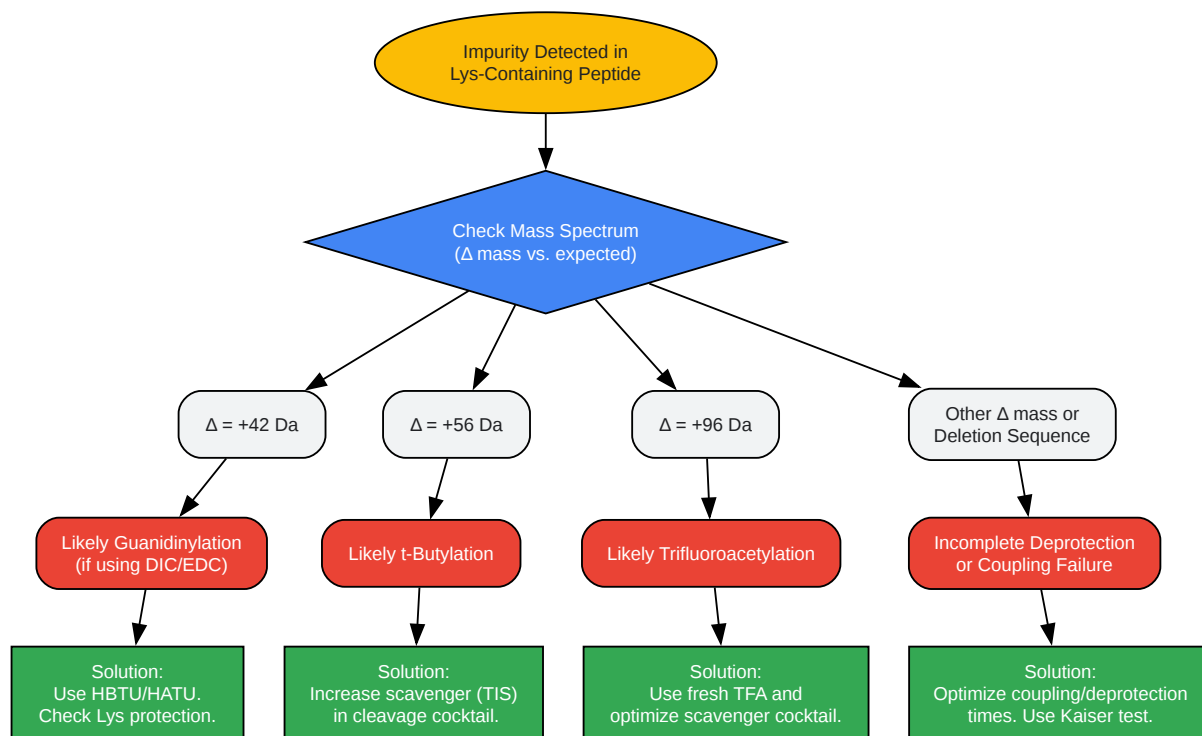 Impurity Detected in
Lys-Containing Peptide
Check Mass Spectrum
(Δ mass vs. expected)
Δ = +42 Da
Δ = +56 Da
Δ = +96 Da
Other Δ mass or
Deletion Sequence
Likely Guanidinylation
(if using DIC/EDC)
Likely t-Butylation
Likely Trifluoroacetylation
Incomplete Deprotection
or Coupling Failure
Solution:
Use HBTU/HATU.
Check Lys protection.
Solution:
Increase scavenger (TIS)
in cleavage cocktail.
Solution:
Use fresh TFA and
optimize scavenger cocktail.
Solution:
Optimize coupling/deprotection
times. Use Kaiser test.